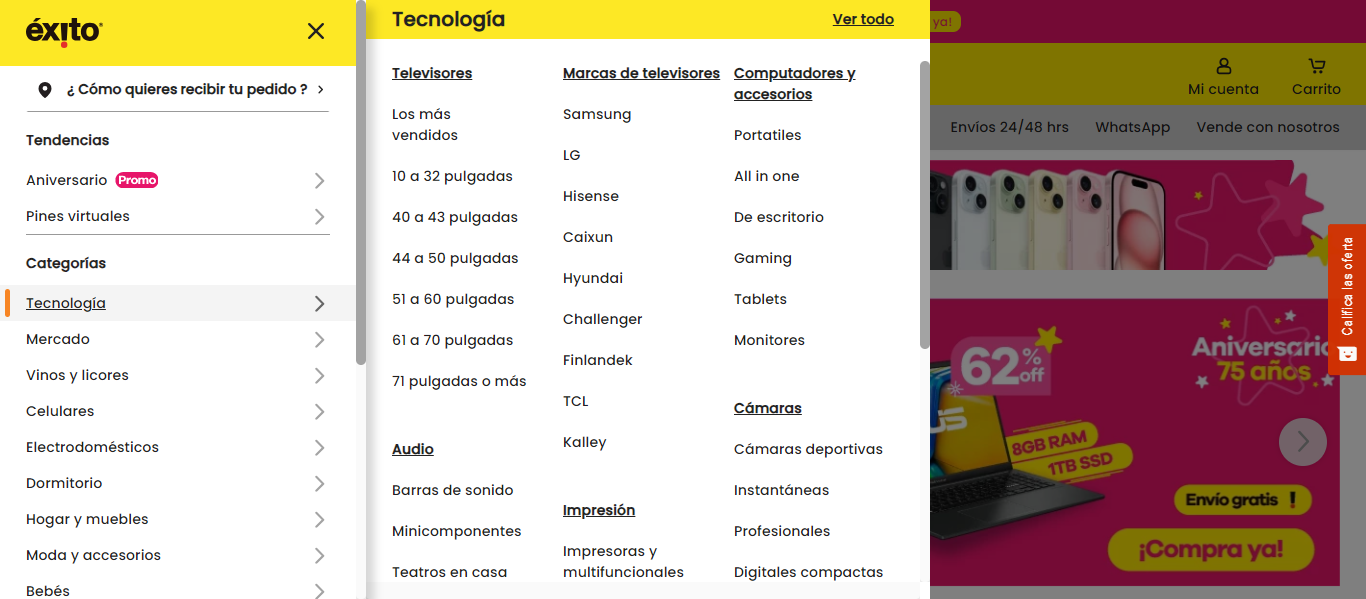 éxito
¿ Cómo quieres recibir tu pedido ?
Tendencias
Aniversario Promo
Pines virtuales
Categorías
Tecnología
Mercado
Vinos y licores
Celulares
Electrodomésticos
Dormitorio
Hogar y muebles
Moda y accesorios
Bebés
Tecnología
Ver todo
Televisores
Los más
vendidos
10 a 32 pulgadas
40 a 43 pulgadas
44 a 50 pulgadas
51 a 60 pulgadas
61 a 70 pulgadas
71 pulgadas o más
Audio
Barras de sonido
Minicomponentes
Teatros en casa
Marcas de televisores
Samsung
LG
Hisense
Caixun
Hyundai
Challenger
Finlandek
TCL
Kalley
Impresión
Impresoras y
multifuncionales
Computadores y
accesorios
Portatiles
All in one
De escritorio
Gaming
Tablets
Monitores
Cámaras
Cámaras deportivas
Instantáneas
Profesionales
Digitales compactas
ya!
Mi cuenta
Carrito
Envíos 24/48 hrs
WhatsApp
Vende con nosotros
Califica las oferta
62% off
Aniversario
75 años
8GB RAM
1TB SSD
Envío gratis !
¡Compra ya!